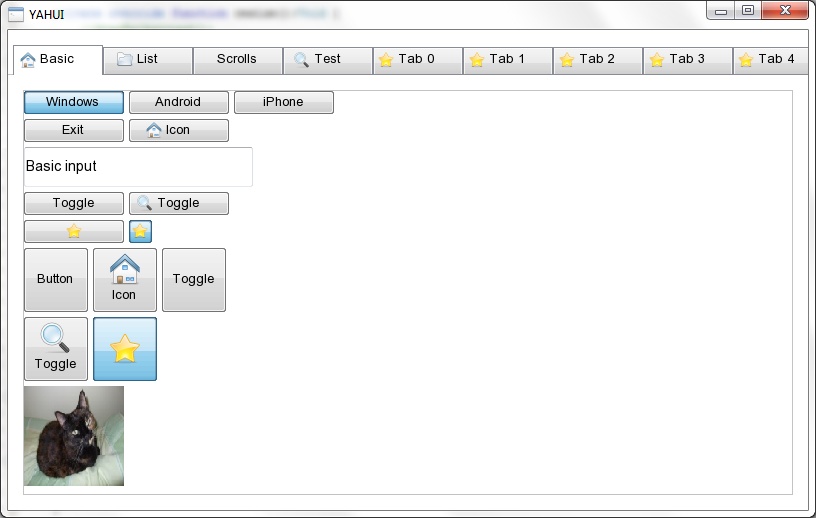 YAHUI
Basic List Scrolls Test Tab 0 Tab 1 Tab 2 Tab 3 Tab 4
Windows Android iPhone
Exit Icon
Basic input
Toggle Toggle
Button Icon Toggle
Toggle